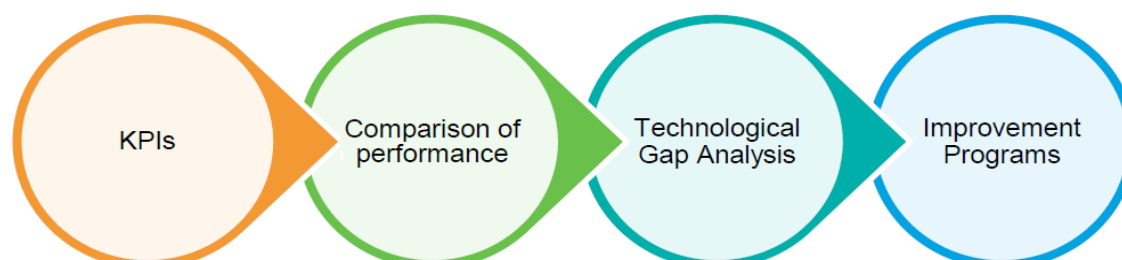 KPIs
Comparison of
performance
Technological
Gap Analysis
Improvement
Programs